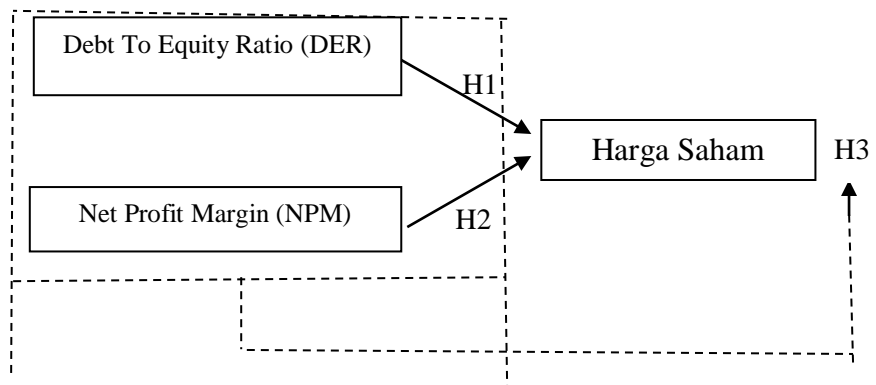 Debt To Equity Ratio (DER)
H1
Harga Saham
H3
Net Profit Margin (NPM)
H2